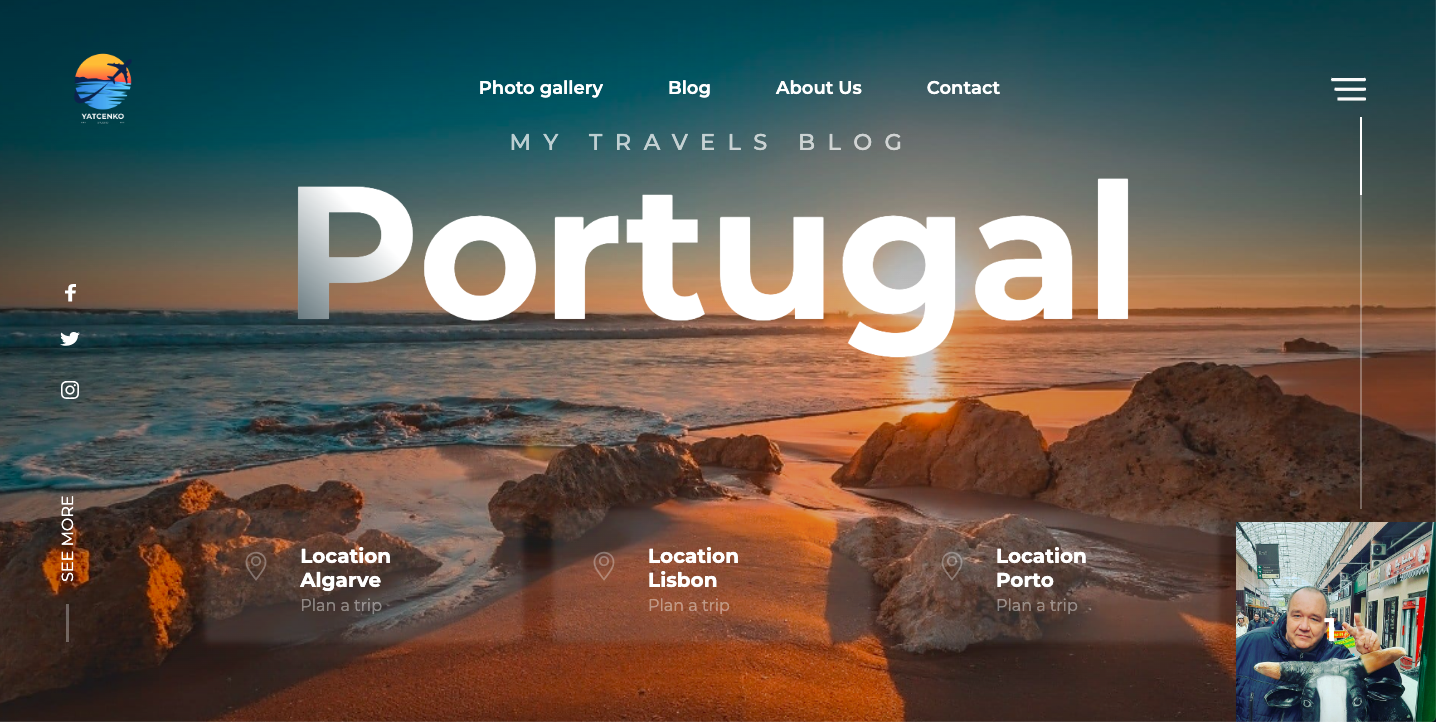 YATCENKO
Photo gallery
Blog
About Us
Contact
MY TRAVELS BLOG
Portugal
SEE MORE
Location
Algarve
Plan a trip
Location
Lisbon
Plan a trip
Location
Porto
Plan a trip
1